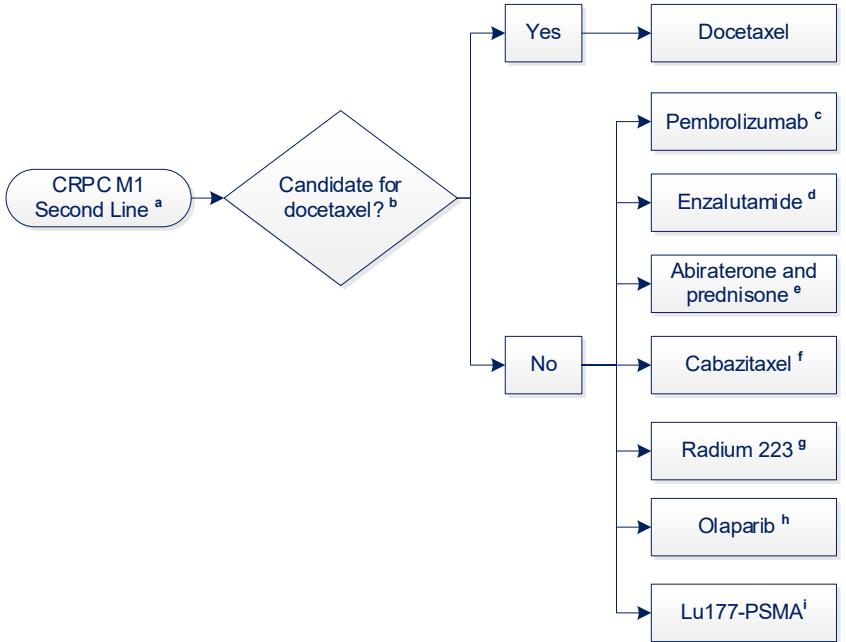 CRPC M1
Second Line a
Candidate for
docetaxel? b
Yes
Docetaxel
No
Pembrolizumab c
Enzalutamide d
Abiraterone and
prednisone e
Cabazitaxel f
Radium 223 g
Olaparib h
Lu177-PSMA i